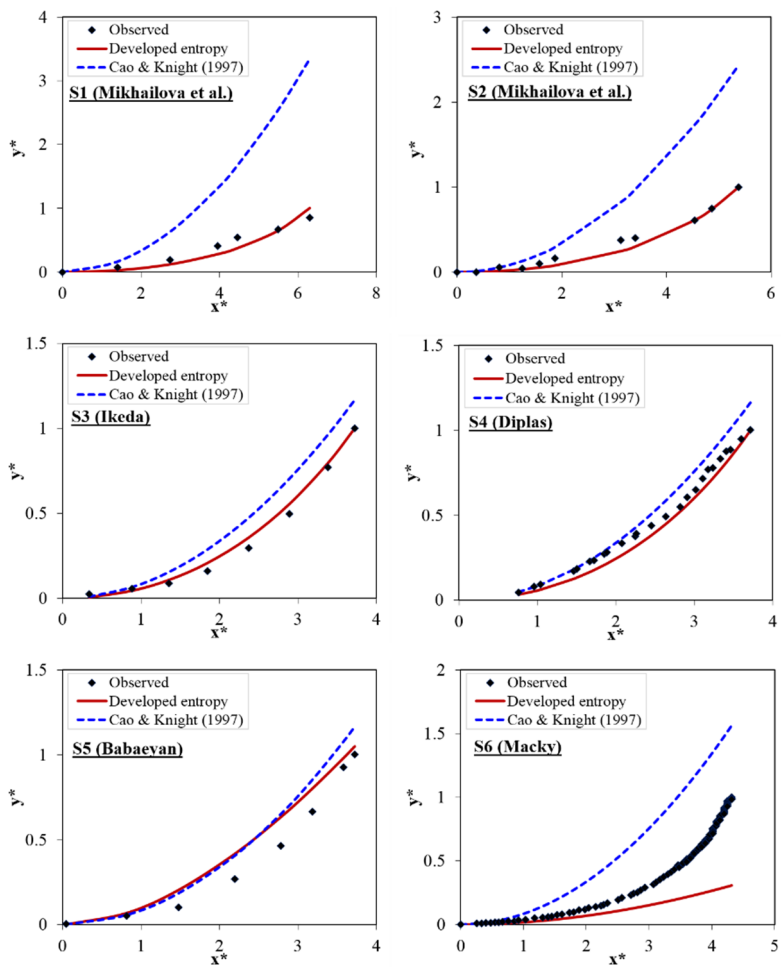 4
3
2
1
0
y*
Observed
Developed entropy
Cao & Knight (1997)
S1 (Mikhailova et al.)
0 2 4 6 8
x*
3
2
1
0
y*
Observed
Developed entropy
Cao & Knight (1997)
S2 (Mikhailova et al.)
0 2 4 6
x*
1.5
1
0.5
0
y*
Observed
Developed entropy
Cao & Knight (1997)
S3 (Ikeda)
0 1 2 3 4
x*
1.5
1
0.5
0
y*
Observed
Developed entropy
Cao & Knight (1997)
S4 (Diplas)
0 1 2 3 4
x*
1.5
1
0.5
0
y*
Observed
Developed entropy
Cao & Knight (1997)
S5 (Babaeyan)
0 1 2 3 4
x*
2
1.5
1
0.5
0
y*
Observed
Developed entropy
Cao & Knight (1997)
S6 (Macky)
0 1 2 3 4 5
x*